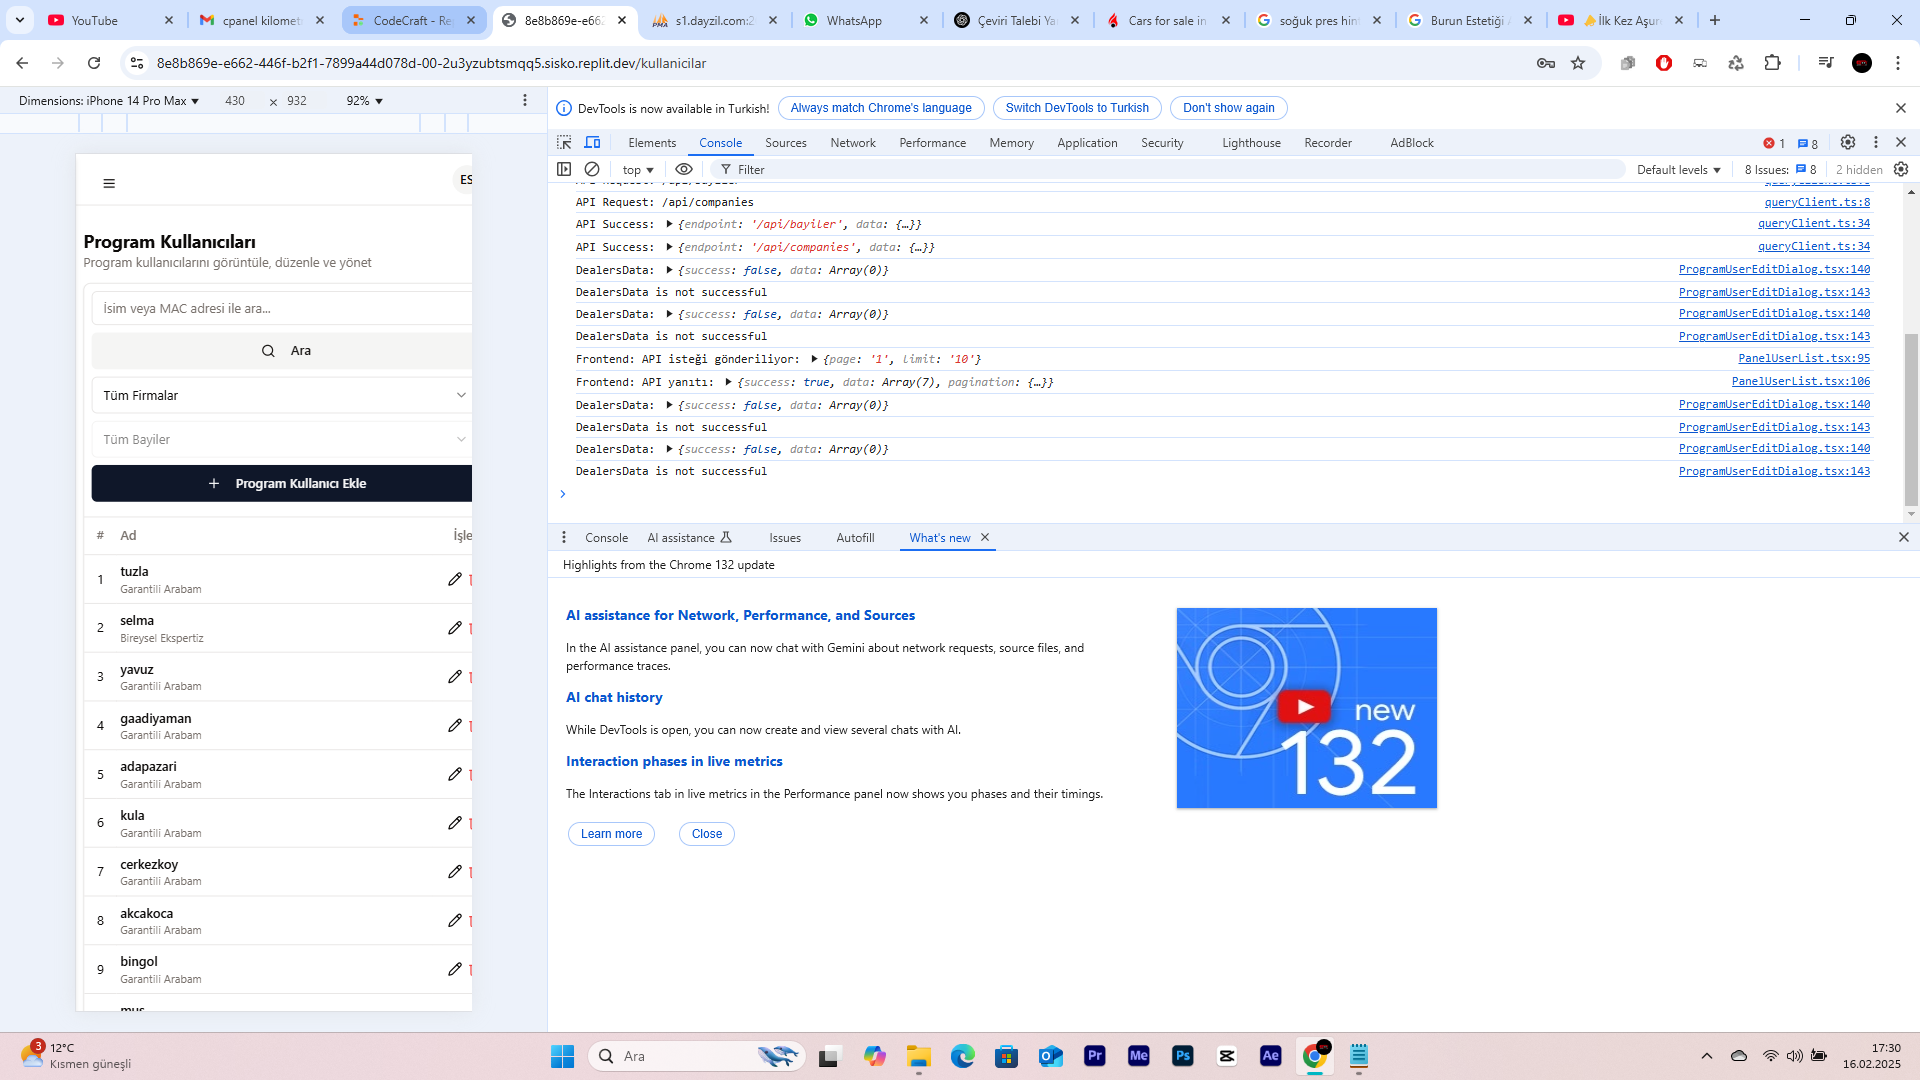 YouTube
cpanel kilomet
CodeCraft - Re
8e8b869e-e662
s1.dayzil.com:2
WhatsApp
Çeviri Talebi Ya
Cars for sale in
soğuk pres hin
Burun Estetiği
İlk Kez Aşur
8e8b869e-e662-446f-b2f1-7899a44d078d-00-2u3yzubtsmqq5.sisko.replit.dev/kullanicilar
Dimensions: iPhone 14 Pro Max 430 × 932 92%
ES
Program Kullanıcıları
Program kullanıcılarını görüntüle, düzenle ve yönet
İsim veya MAC adresi ile ara...
Ara
Tüm Firmalar
Tüm Bayiler
+ Program Kullanıcı Ekle
# Ad İşle
1 tuzla
Garantili Arabam
2 selma
Bireysel Ekspertiz
3 yavuz
Garantili Arabam
4 gaadiyaman
Garantili Arabam
5 adapazari
Garantili Arabam
6 kula
Garantili Arabam
7 cerkezkoy
Garantili Arabam
8 akcakoca
Garantili Arabam
9 bingol
Garantili Arabam
mus
DevTools is now available in Turkish! Always match Chrome's language Switch DevTools to Turkish Don't show again
Elements Console Sources Network Performance Memory Application Security Lighthouse Recorder AdBlock 1 8
top Filter Default levels 8 Issues: 8 2 hidden
API Request: /api/companies queryClient.ts:8
API Success: {endpoint: '/api/bayiler', data: {…}} queryClient.ts:34
API Success: {endpoint: '/api/companies', data: {…}} queryClient.ts:34
DealersData: {success: false, data: Array(0)} ProgramUserEditDialog.tsx:140
DealersData is not successful ProgramUserEditDialog.tsx:143
DealersData: {success: false, data: Array(0)} ProgramUserEditDialog.tsx:140
DealersData is not successful ProgramUserEditDialog.tsx:143
Frontend: API isteği gönderiliyor: {page: '1', limit: '10'} PanelUserList.tsx:95
Frontend: API yanıtı: {success: true, data: Array(7), pagination: {…}} PanelUserList.tsx:106
DealersData: {success: false, data: Array(0)} ProgramUserEditDialog.tsx:140
DealersData is not successful ProgramUserEditDialog.tsx:143
DealersData: {success: false, data: Array(0)} ProgramUserEditDialog.tsx:140
DealersData is not successful ProgramUserEditDialog.tsx:143
Console AI assistance Issues Autofill What's new
Highlights from the Chrome 132 update
AI assistance for Network, Performance, and Sources
In the AI assistance panel, you can now chat with Gemini about network requests, source files, and
performance traces.
AI chat history
While DevTools is open, you can now create and view several chats with AI.
Interaction phases in live metrics
The Interactions tab in live metrics in the Performance panel now shows you phases and their timings.
Learn more Close
new
132
3
12°C
Kısmen güneşli
Ara
Pr
Me
Ps
Ae
17:30
16.02.2025